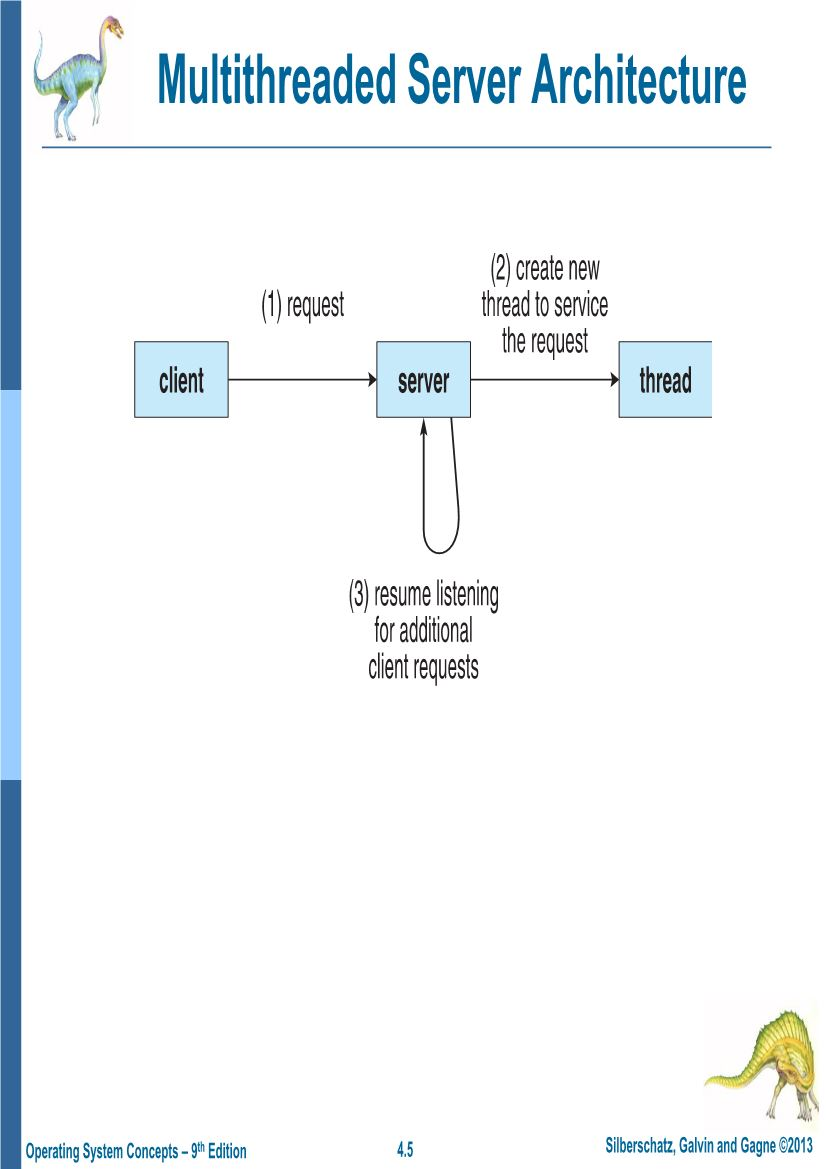 Multithreaded Server Architecture
(1) request
(2) create new
thread to service
the request
client
server
thread
(3) resume listening
for additional
client requests
Operating System Concepts – 9th Edition
4.5
Silberschatz, Galvin and Gagne ©2013